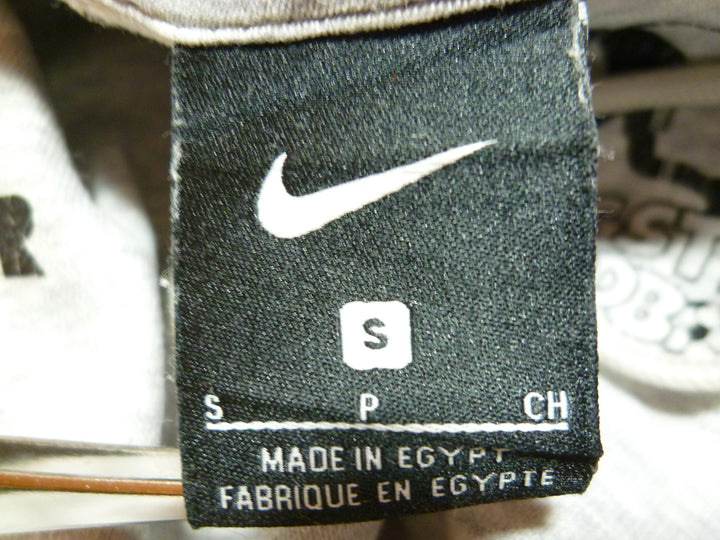 S
S P CH
MADE IN EGYPT
FABRIQUE EN EGYPTE
R